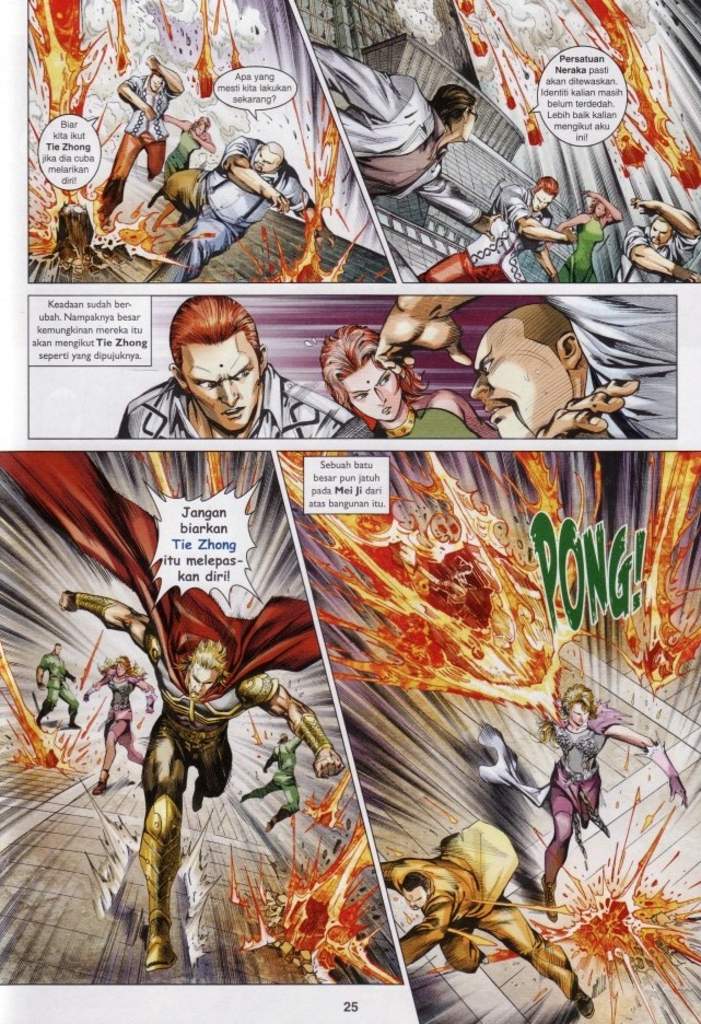 Apa yang
mesti kita lakukan
sekarang?
Biar
kita ikut
Tie Zhong
jika dia cuba
melarikan
diri!
Persatuan
Neraka pasti
akan ditewaskan.
Identiti kalian masih
belum terdedah.
Lebih baik kalian
mengikut aku
ini!
Keadaan sudah ber-
ubah. Nampaknya besar
kemungkinan mereka itu
akan mengikut Tie Zhong
seperti yang dipujuknya.
Jangan
biarkan
Tie Zhong
itu melepas-
kan diri!
Sebuah batu
besar pun jatuh
pada Mei Ji dari
atas bangunan itu.
PONG!
25